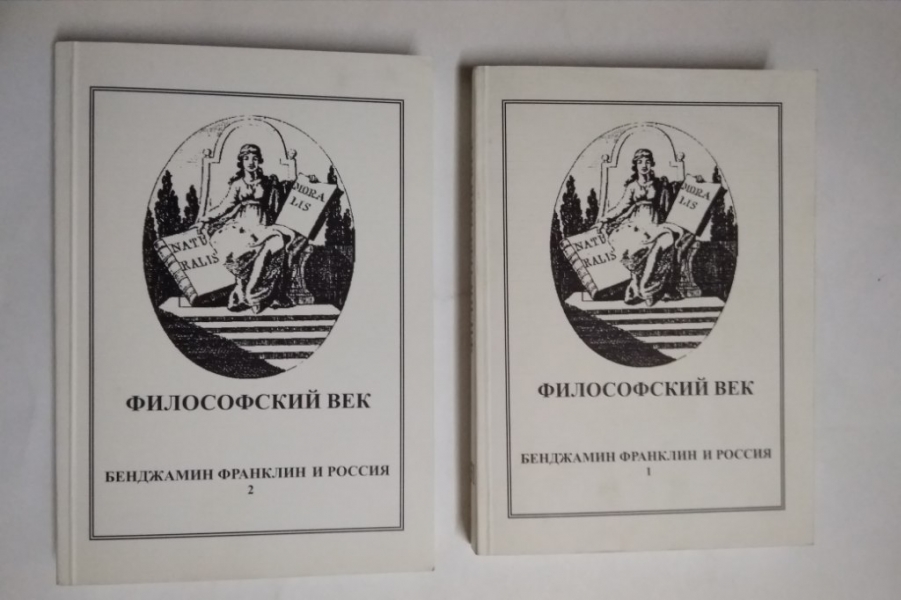 NATU
RALIS
MORA
LIS
ФИЛОСОФСКИЙ ВЕК
БЕНДЖАМИН ФРАНКЛИН И РОССИЯ
2
NATU
RALIS
MORA
LIS
ФИЛОСОФСКИЙ ВЕК
БЕНДЖАМИН ФРАНКЛИН И РОССИЯ
1